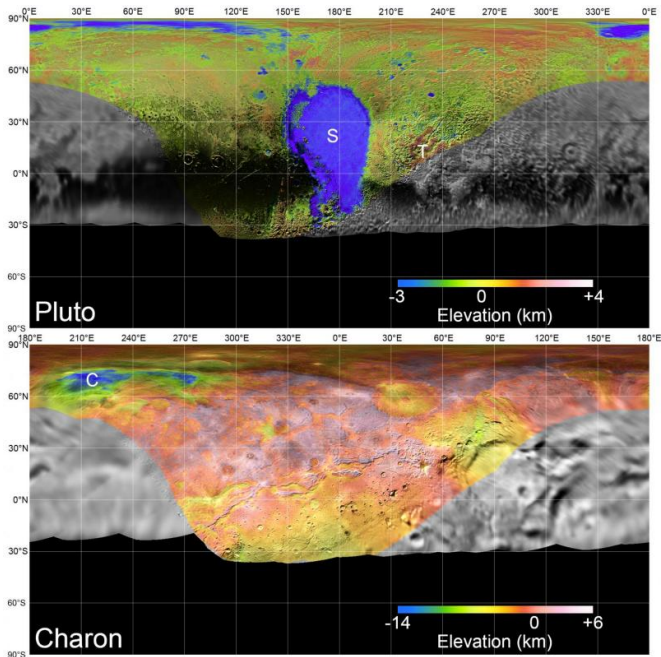 0°E 30°E 60°E 90°E 120°E 150°E 180°E 210°E 240°E 270°E 300°E 330°E 0°E
90°N
60°N
30°N
S
T
0°N
30°S
60°S
-3 0 +4
Elevation (km)
Pluto
90°S
180°E 210°E 240°E 270°E 300°E 330°E 0°E 30°E 60°E 90°E 120°E 150°E 180°E
90°N
C
60°N
30°N
0°N
30°S
60°S
-14 0 +6
Elevation (km)
Charon
90°S